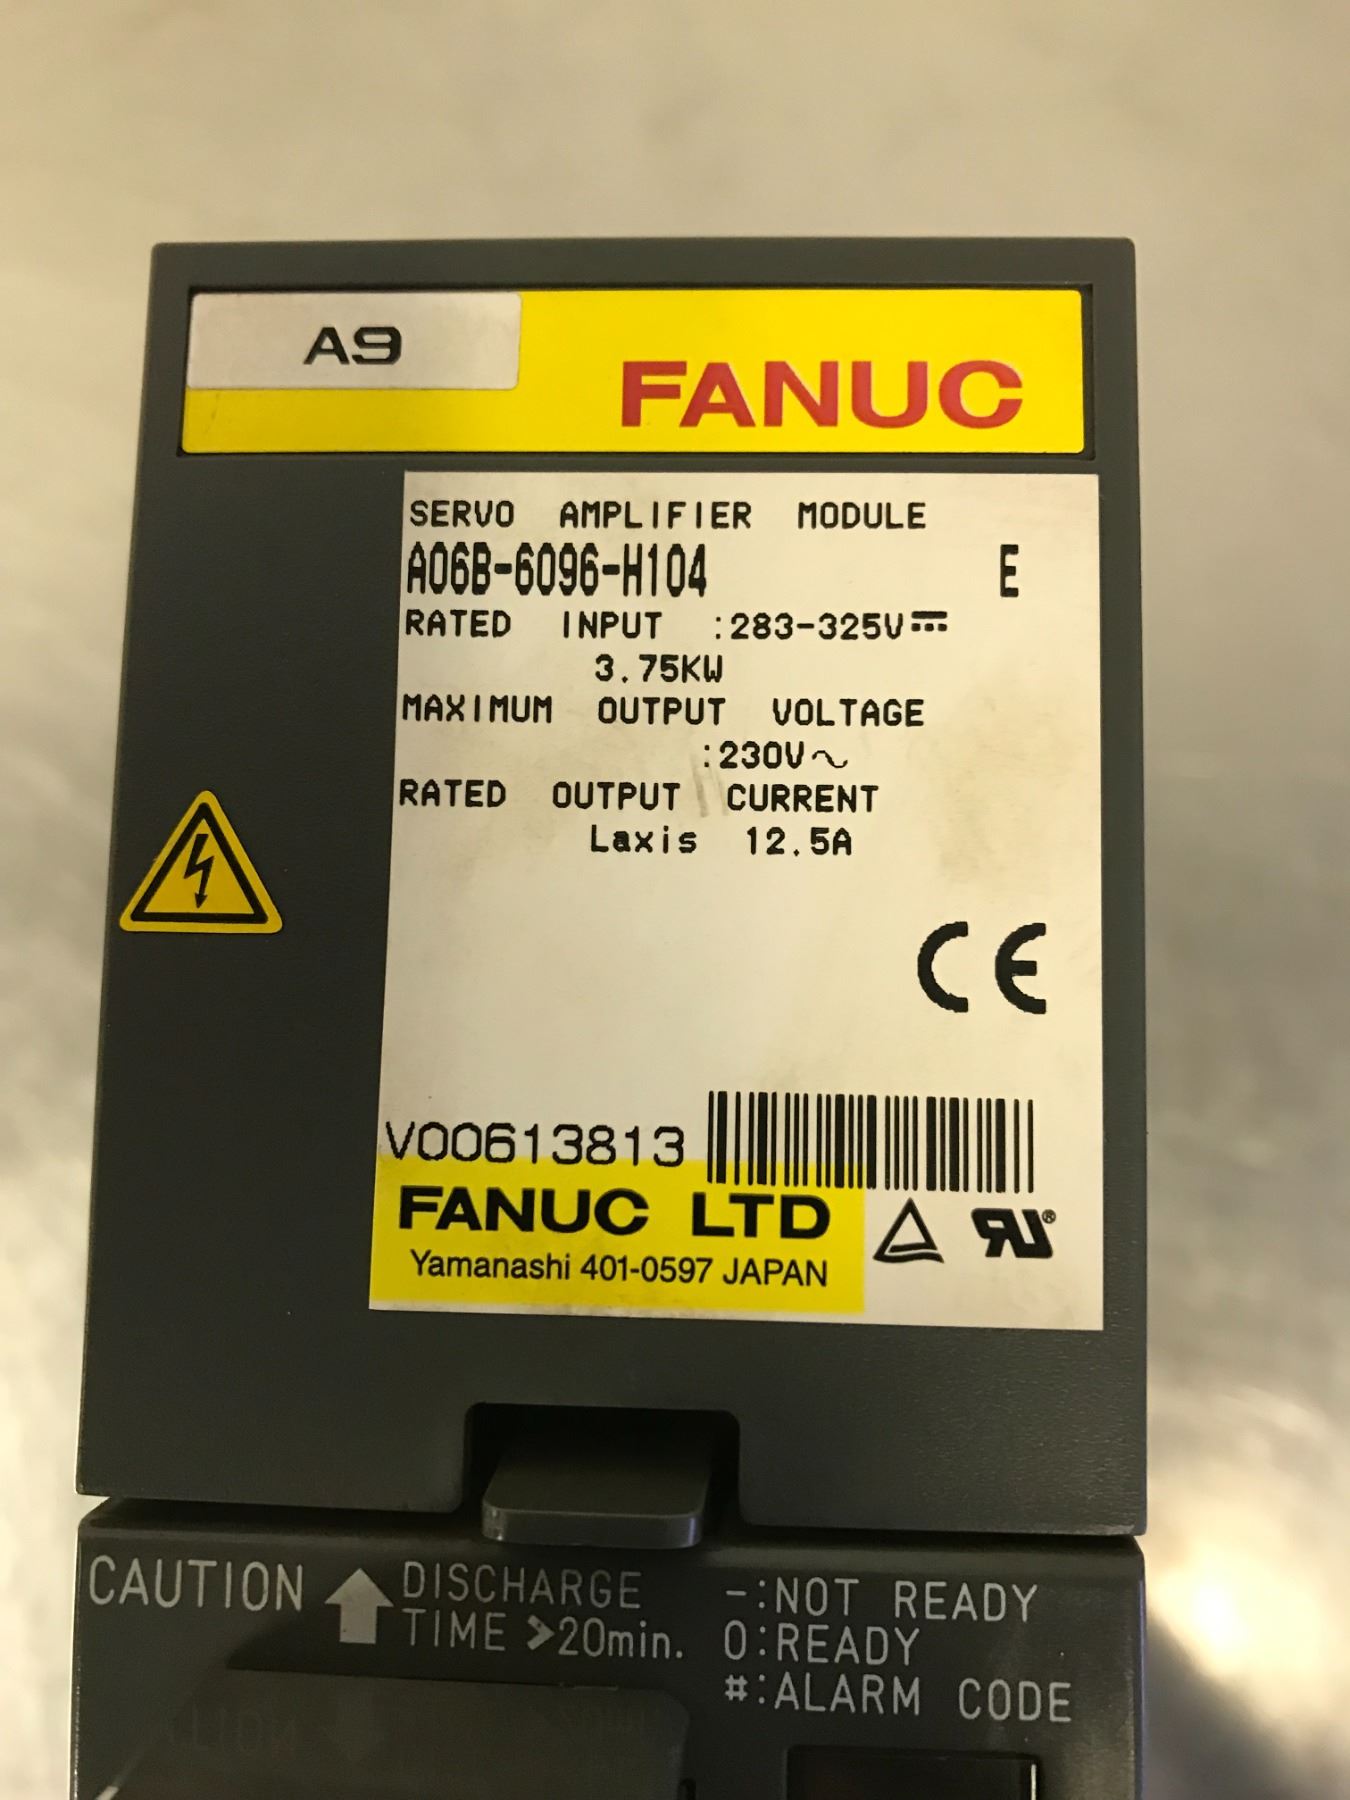 A9
FANUC
SERVO AMPLIFIER MODULE
A06B-6096-H104 E
RATED INPUT :283-325V⎓
3.75KW
MAXIMUM OUTPUT VOLTAGE
:230V~
RATED OUTPUT CURRENT
Laxis 12.5A
CE
V00613813
FANUC LTD
Yamanashi 401-0597 JAPAN
RU®
CAUTION
DISCHARGE
TIME >20min.
-:NOT READY
0:READY
#:ALARM CODE